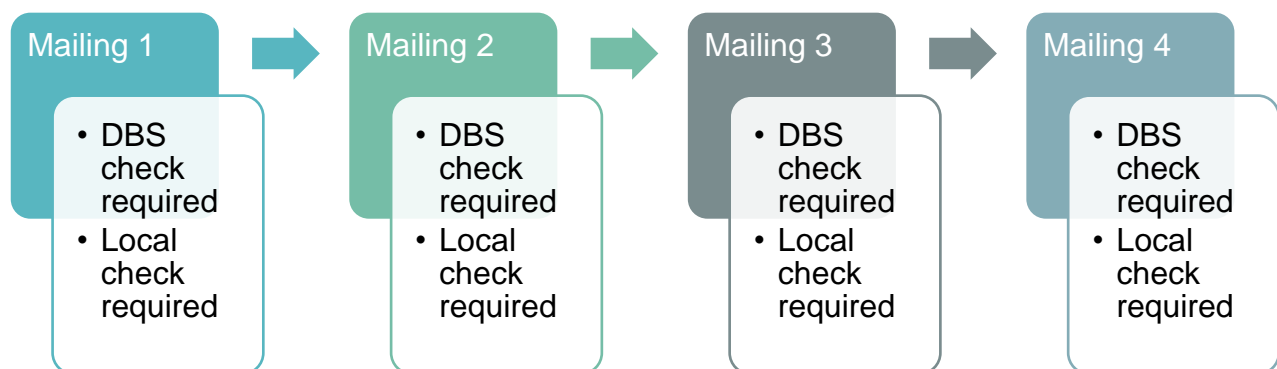 Mailing 1
• DBS
check
required
• Local
check
required
Mailing 2
• DBS
check
required
• Local
check
required
Mailing 3
• DBS
check
required
• Local
check
required
Mailing 4
• DBS
check
required
• Local
check
required